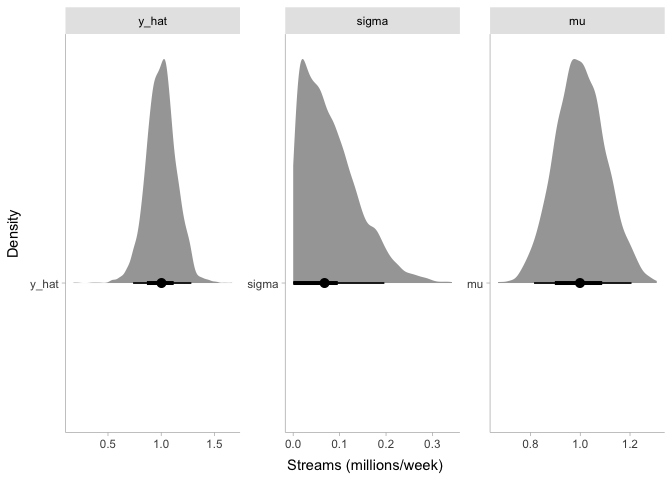 y_hat
sigma
mu
Density
y_hat
sigma
mu
0.5 1.0 1.5
0.0 0.1 0.2 0.3
0.8 1.0 1.2
Streams (millions/week)